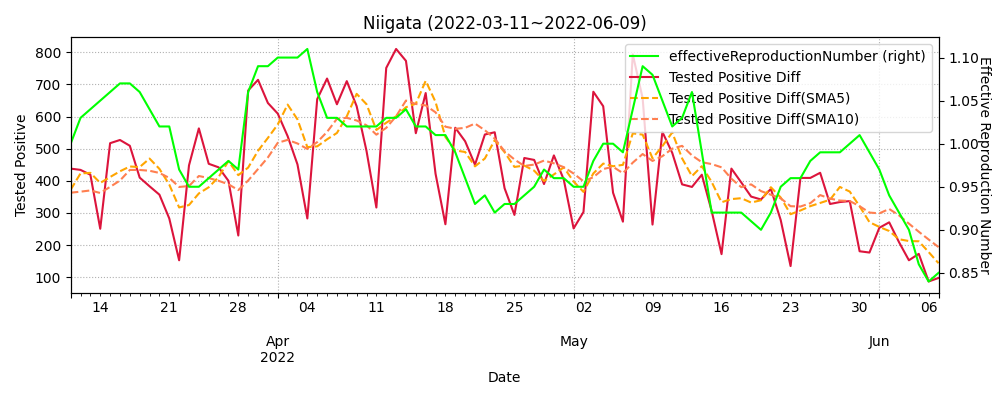 Niigata (2022-03-11~2022-06-09)
effectiveReproductionNumber (right)
Tested Positive Diff
Tested Positive Diff(SMA5)
Tested Positive Diff(SMA10)
Tested Positive
800
700
600
500
400
300
200
100
1.10
1.05
1.00
0.95
0.90
0.85
Effective Reproduction Number
14 21 28 04 11 18 25 02 09 16 23 30 06
Apr May Jun
2022
Date